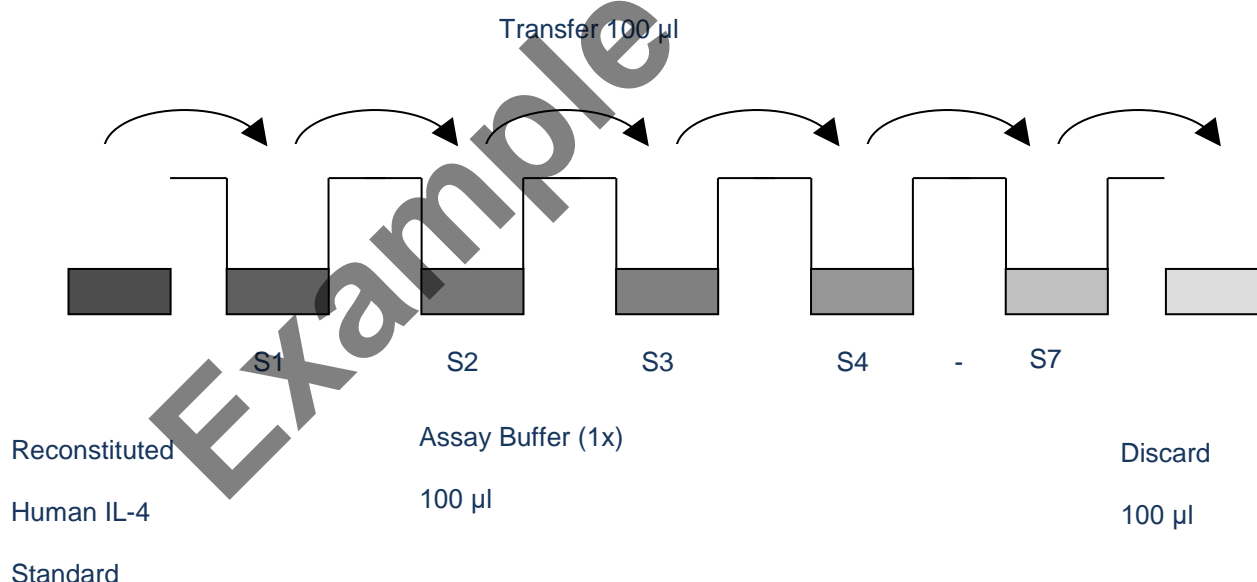 Transfer 100 µl
Example
S1 S2 S3 S4 - S7
Reconstituted
Human IL-4
Standard
Assay Buffer (1x)
100 µl
Discard
100 µl